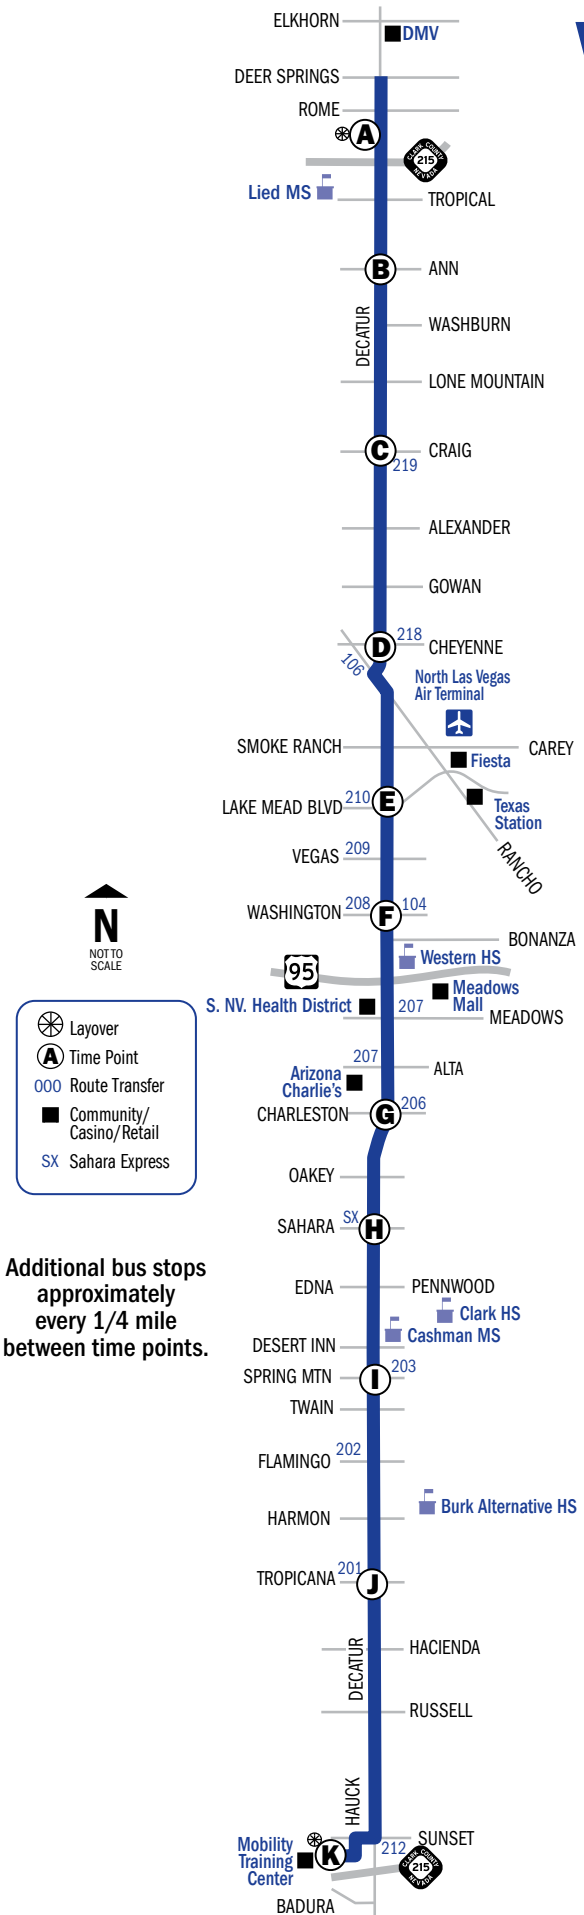 ELKHORN
DMV
DEER SPRINGS
ROME
A
CLARK COUNTY
215
NEVADA
Lied MS
TROPICAL
B
ANN
DECATUR
WASHBURN
LONE MOUNTAIN
C
CRAIG
219
ALEXANDER
GOWAN
D
218
CHEYENNE
106
North Las Vegas
Air Terminal
SMOKE RANCH
CAREY
Fiesta
LAKE MEAD BLVD
210
E
Texas
Station
RANCHO
VEGAS
209
WASHINGTON
208
F
104
BONANZA
N
NOT TO
SCALE
95
Western HS
S. NV. Health District
Meadows
Mall
207
MEADOWS
Layover
A Time Point
000 Route Transfer
Community/
Casino/Retail
SX Sahara Express
207
ALTA
Arizona
Charlie's
CHARLESTON
G
206
OAKEY
SAHARA
SX
H
Additional bus stops
approximately
every 1/4 mile
between time points.
EDNA
PENNWOOD
Clark HS
Cashman MS
DESERT INN
SPRING MTN
I
203
TWAIN
FLAMINGO
202
HARMON
Burk Alternative HS
TROPICANA
201
J
DECATUR
HACIENDA
RUSSELL
HAUCK
SUNSET
Mobility
Training
Center
K
212
CLARK COUNTY
215
NEVADA
BADURA